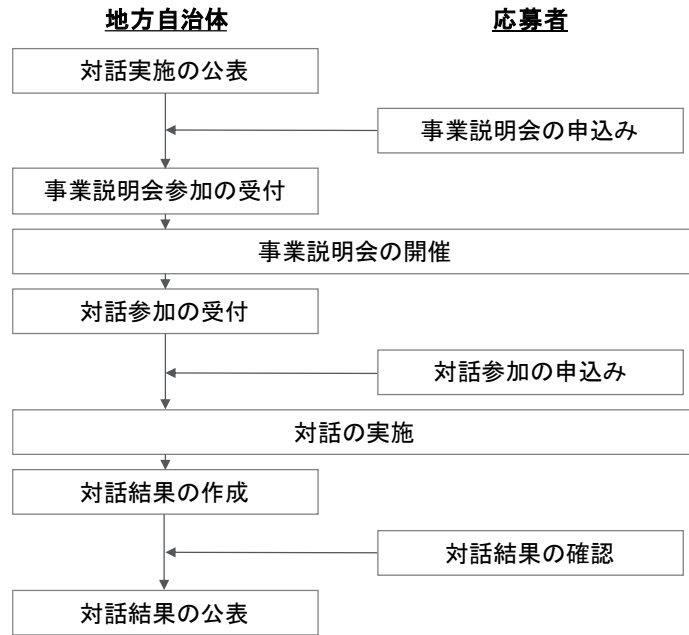 地方自治体
応募者
対話実施の公表
事業説明会の申込み
事業説明会参加の受付
事業説明会の開催
対話参加の受付
対話参加の申込み
対話の実施
対話結果の作成
対話結果の確認
対話結果の公表